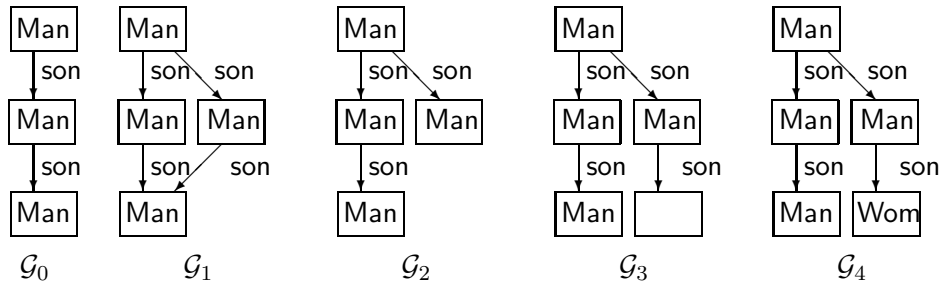 Man Man Man Man Man
son son son son son son son son son
Man Man Man Man Man Man Man Man Man
son son son son son son son son
Man Man Man Man Man Wom
𝒢0 𝒢1 𝒢2 𝒢3 𝒢4